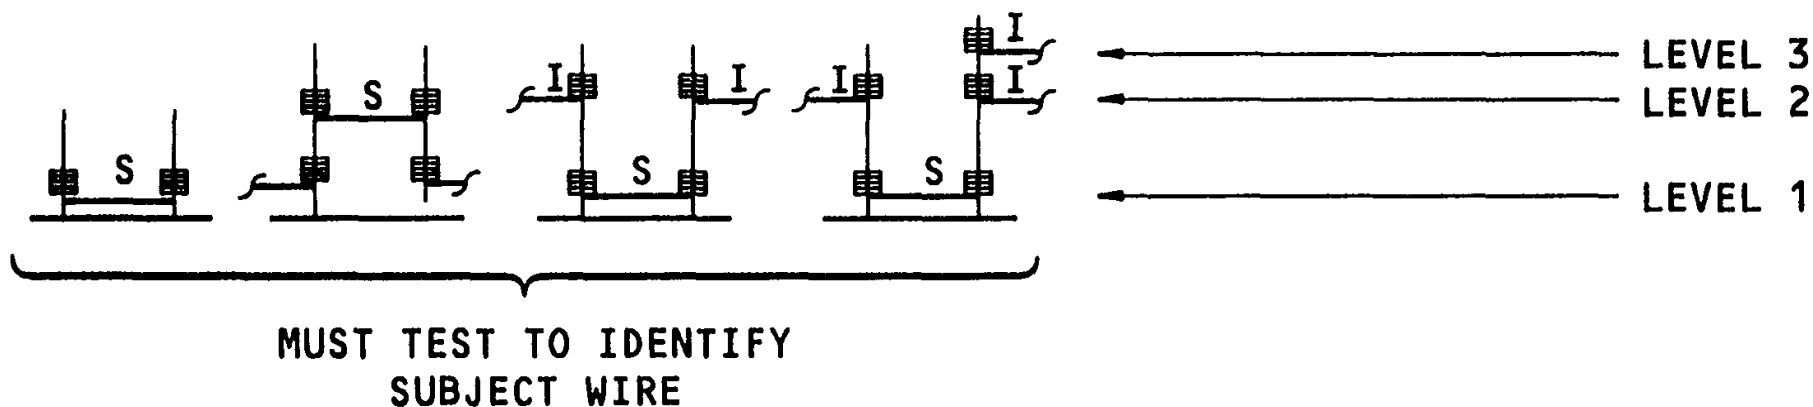 I
LEVEL 3
S I I I I
LEVEL 2
S S S
LEVEL 1
MUST TEST TO IDENTIFY
SUBJECT WIRE